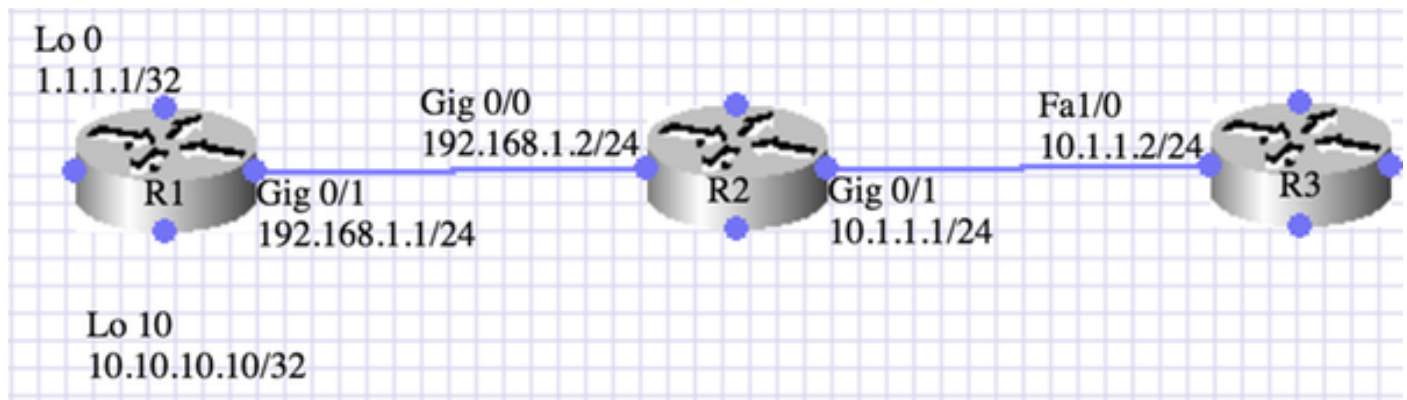 Lo 0
1.1.1.1/32
R1
Gig 0/1
192.168.1.1/24
Lo 10
10.10.10.10/32
Gig 0/0
192.168.1.2/24
R2
Gig 0/1
10.1.1.1/24
Fa1/0
10.1.1.2/24
R3